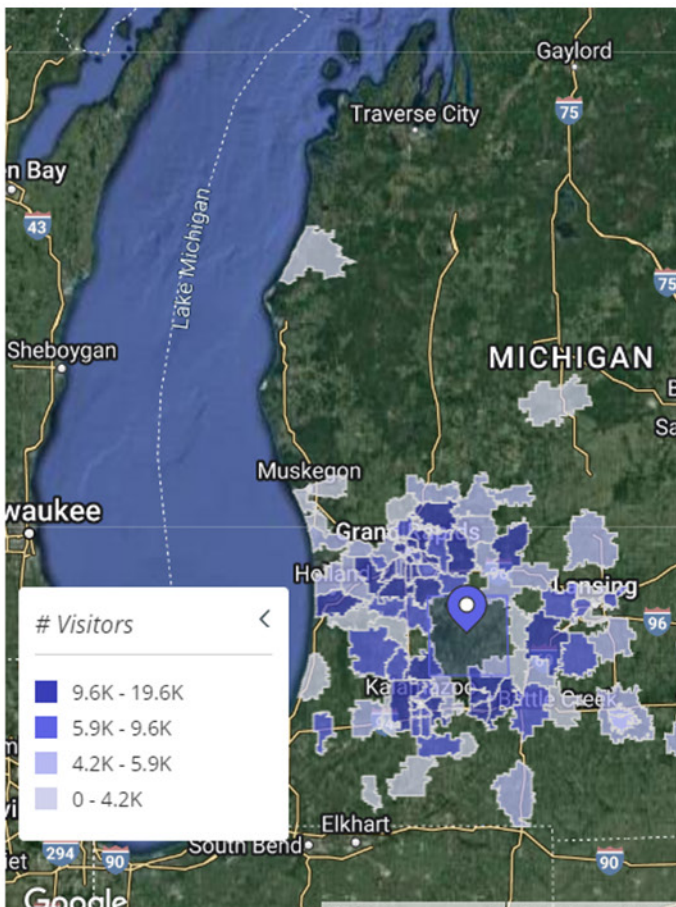 Gaylord
Traverse City
75
n Bay
43
Lake Michigan
75
Sheboygan
MICHIGAN
Sa
Muskegon
waukee
Grand Rapids
Holland
Lansing
96
# Visitors
9.6K - 19.6K
5.9K - 9.6K
4.2K - 5.9K
0 - 4.2K
Kalamazoo
Battle Creek
Elkhart
South Bend
294
90
90
Google